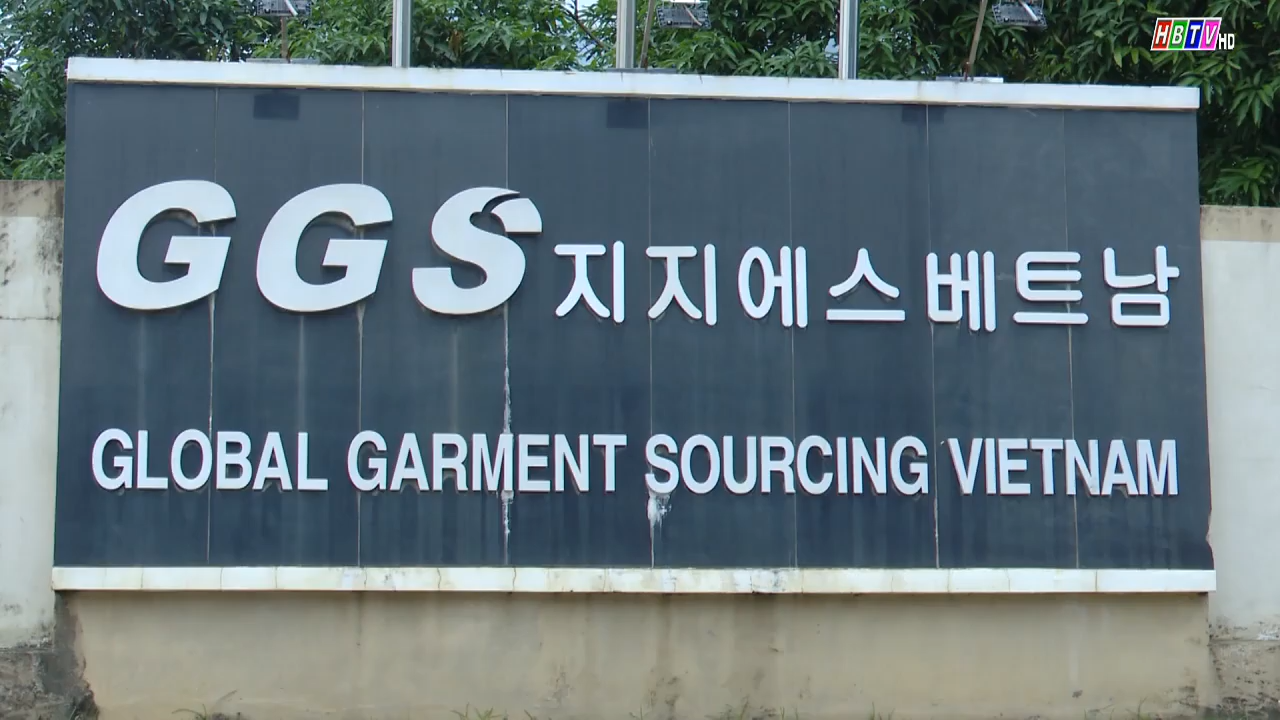 HBTV HD
GGS 지지에스베트남
GLOBAL GARMENT SOURCING VIETNAM